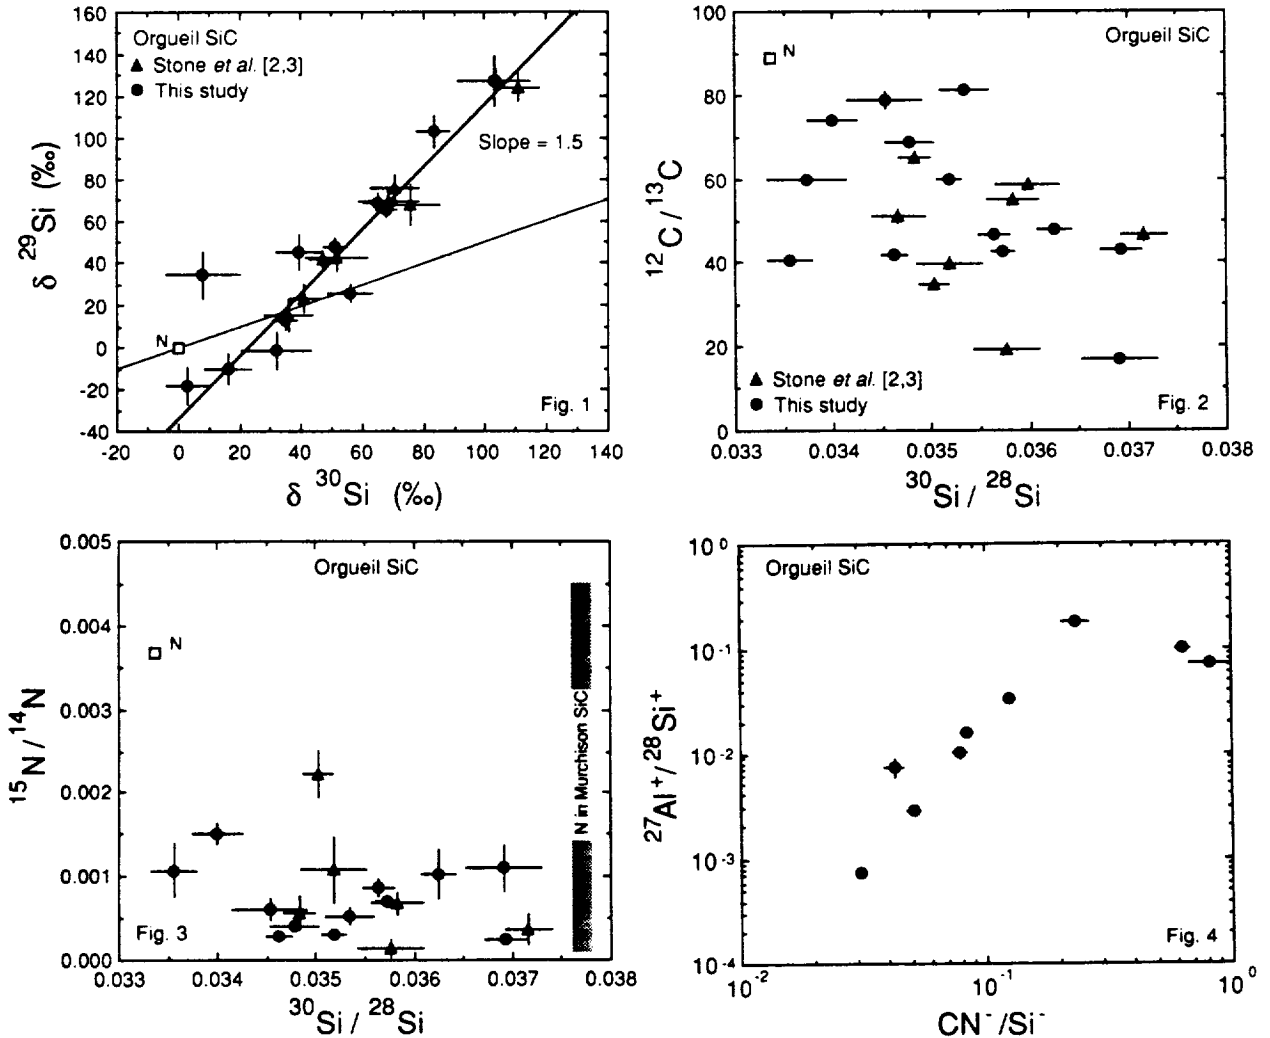 160
140
120
100
80
60
40
20
0
-20
-40
δ ²⁹Si (‰)
Orgueil SiC
▲ Stone et al. [2,3]
● This study
Slope = 1.5
N
Fig. 1
-20 0 20 40 60 80 100 120 140
δ ³⁰Si (‰)
100
80
60
40
20
0
¹²C / ¹³C
N
Orgueil SiC
▲ Stone et al. [2,3]
● This study
Fig. 2
0.033 0.034 0.035 0.036 0.037 0.038
³⁰Si / ²⁸Si
0.005
0.004
0.003
0.002
0.001
0.000
¹⁵N / ¹⁴N
Orgueil SiC
N
N in Murchison SiC
Fig. 3
0.033 0.034 0.035 0.036 0.037 0.038
³⁰Si / ²⁸Si
10⁰
10⁻¹
10⁻²
10⁻³
10⁻⁴
²⁷Al⁺/²⁸Si⁺
Orgueil SiC
Fig. 4
10⁻² 10⁻¹ 10⁰
CN⁻/Si⁻